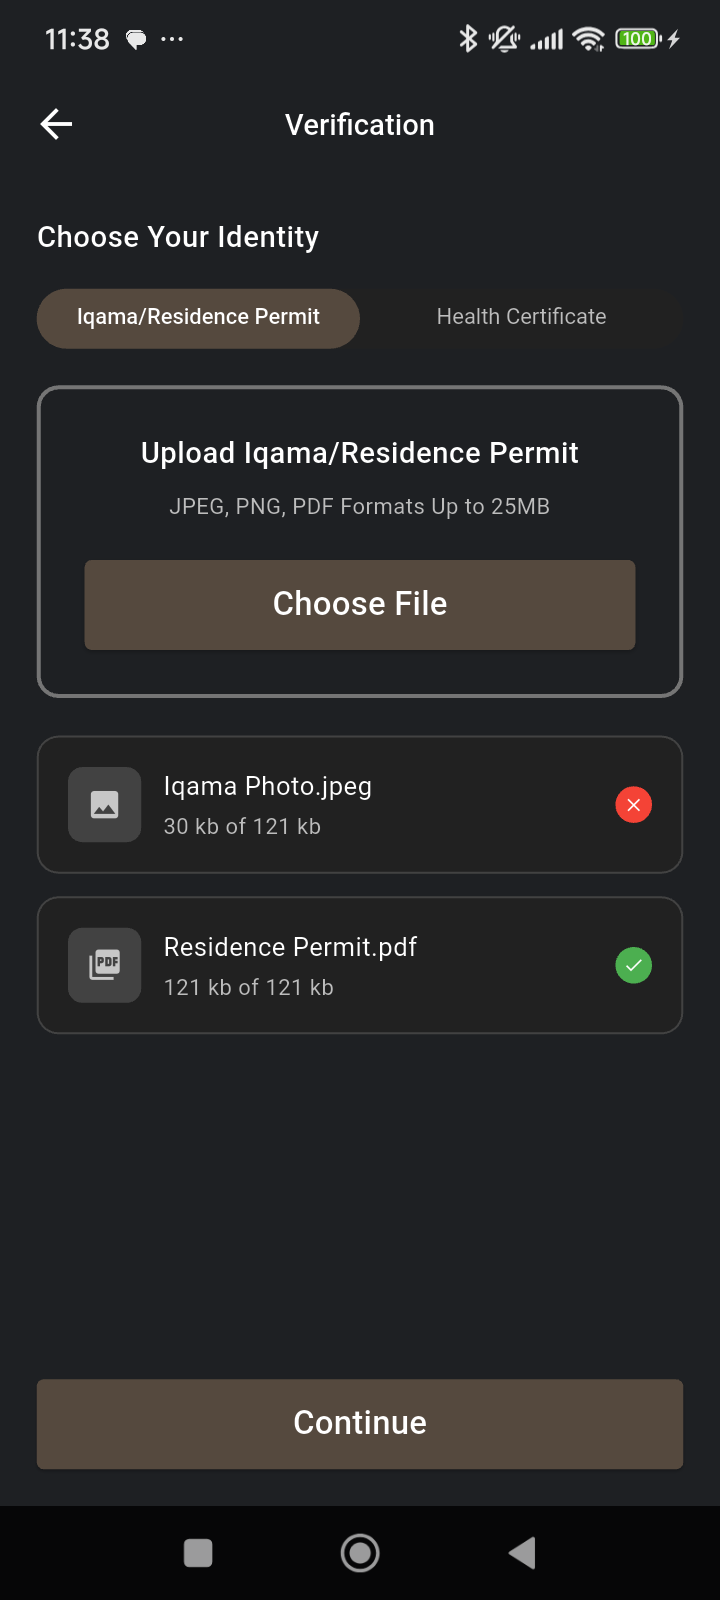 11:38
100
Verification
Choose Your Identity
Iqama/Residence Permit
Health Certificate
Upload Iqama/Residence Permit
JPEG, PNG, PDF Formats Up to 25MB
Choose File
Iqama Photo.jpeg
30 kb of 121 kb
PDF
Residence Permit.pdf
121 kb of 121 kb
Continue